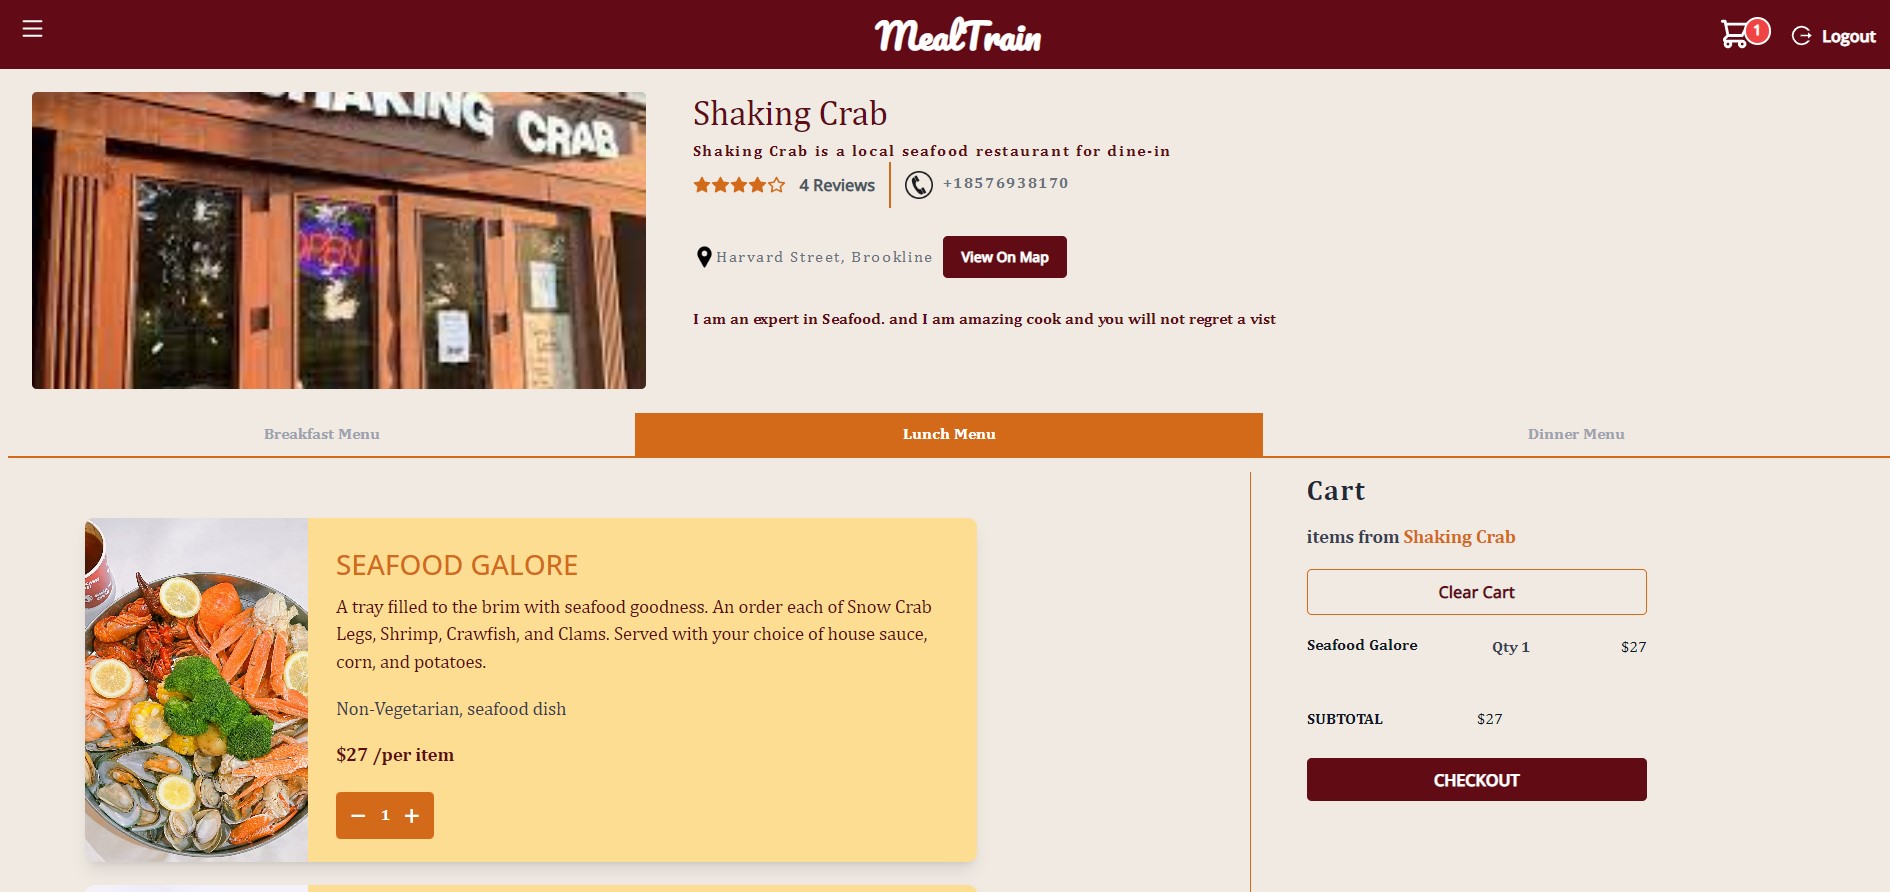 MealTrain
1
Logout
SHAKING CRAB
OPEN
Shaking Crab
Shaking Crab is a local seafood restaurant for dine-in
4 Reviews
+18576938170
Harvard Street, Brookline
View On Map
I am an expert in Seafood. and I am amazing cook and you will not regret a vist
Breakfast Menu
Lunch Menu
Dinner Menu
SEAFOOD GALORE
A tray filled to the brim with seafood goodness. An order each of Snow Crab
Legs, Shrimp, Crawfish, and Clams. Served with your choice of house sauce,
corn, and potatoes.
Non-Vegetarian, seafood dish
$27 /per item
− 1 +
Cart
items from Shaking Crab
Clear Cart
Seafood Galore Qty 1 $27
SUBTOTAL $27
CHECKOUT